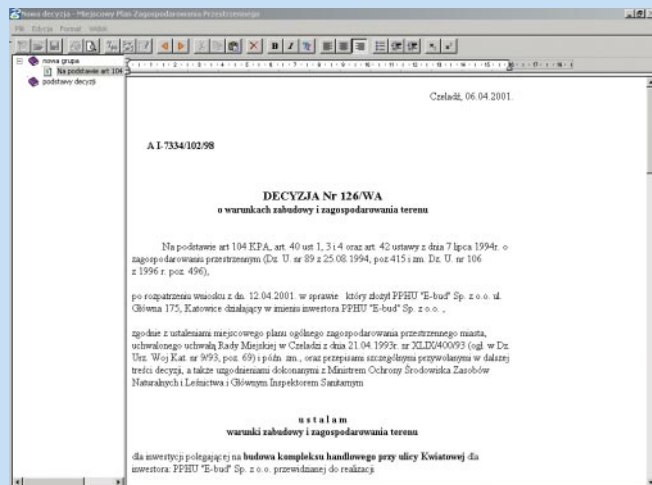 Nowa decyzja - Miejscowy Plan Zagospodarowania Przestrzennego
Plik Edycja Format Widok
nowa grupa
Na podstawie art 104
podstawy decyzji
Czeladź, 06.04.2001.
A I-7334/102/98
DECYZJA Nr 126/WA
o warunkach zabudowy i zagospodarowania terenu
Na podstawie art 104 KPA, art. 40 ust 1, 3 i 4 oraz art. 42 ustawy z dnia 7 lipca 1994r. o
zagospodarowaniu przestrzennym (Dz. U. nr 89 z 25.08.1994, poz.415 i zm. Dz. U. nr 106
z 1996 r. poz. 496),
po rozpatrzeniu wniosku z dn. 12.04.2001. w sprawie który złożył PPHU "E-bud" Sp. z o.o. ul.
Główna 175, Katowice działający w imieniu inwestora PPHU "E-bud" Sp. z o.o. ,
zgodnie z ustaleniami miejscowego planu ogólnego zagospodarowania przestrzennego miasta,
uchwalonego uchwałą Rady Miejskiej w Czeladzi z dnia 21.04.1993r. nr XLIX/400/93 (ogł. w Dz.
Urz. Woj Kat. nr 9/93, poz. 69) i późn. zm., oraz przepisami szczególnymi przywołanymi w dalszej
treści decyzji, a także uzgodnieniami dokonanymi z Ministrem Ochrony Środowiska Zasobów
Naturalnych i Leśnictwa i Głównym Inspektorem Sanitarnym
u s t a l a m
warunki zabudowy i zagospodarowania terenu
dla inwestycji polegającej na budowa kompleksu handlowego przy ulicy Kwiatowej dla
inwestora: PPHU "E-bud" Sp. z o.o. przewidzianej do realizacji